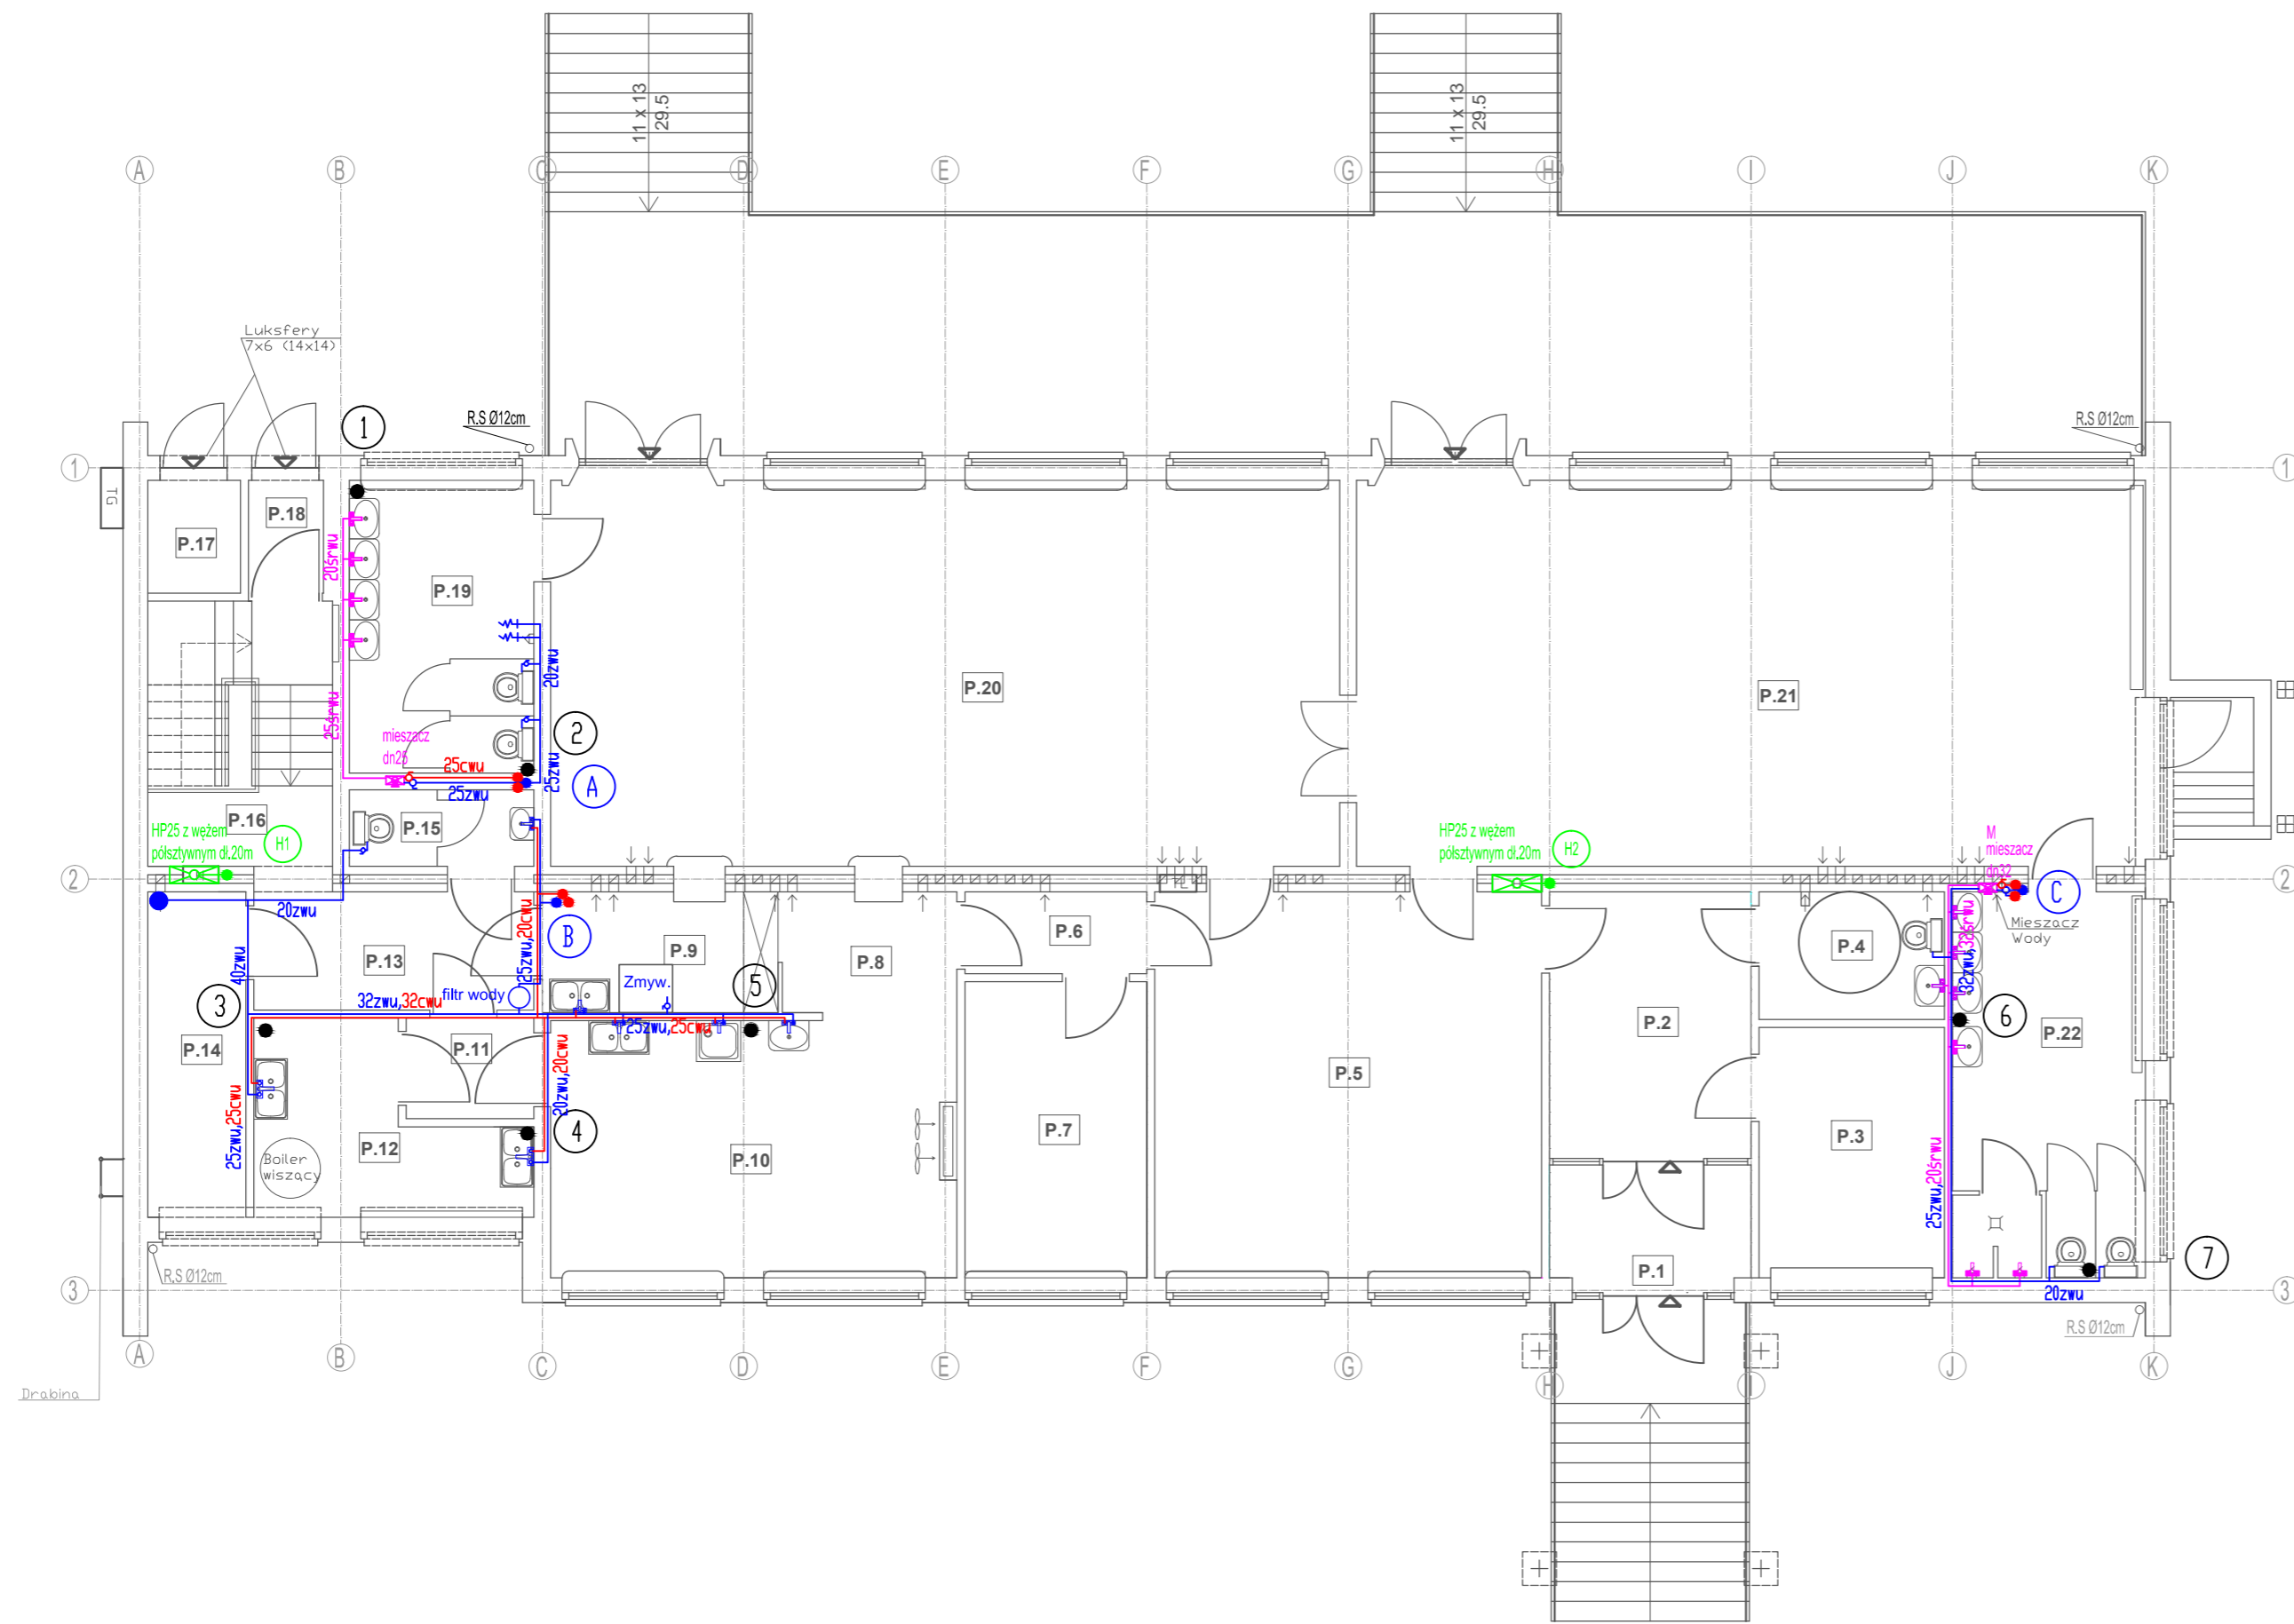 11 x 13
29.5
11 x 13
29.5
A
B
C
D
E
F
G
H
I
J
K
Luksfery
7x6 (14x14)
1
R.S Ø12cm
R.S Ø12cm
1
1
TG
P.17
P.18
20śrwu
P.19
20zwu
P.20
P.21
25śrwu
mieszacz
dn25
2
25cwu
25zwu
25zwu
A
P.16
H1
P.15
HP25 z wężem
półsztywnym dł.20m
HP25 z wężem
półsztywnym dł.20m
H2
M
mieszacz
dn32
2
2
20zwu
C
Mieszacz
Wody
B
25zwu,20cwu
P.9
P.8
P.6
P.4
32zwu,32śrwu
40zwu
P.13
3
32zwu,32cwu
filtr wody
Zmyw.
5
6
P.22
P.2
25zwu,25cwu
P.14
P.11
P.5
20zwu,20cwu
4
25zwu,25cwu
P.12
Boiler
wiszący
P.10
P.7
P.3
25zwu,20śrwu
7
P.1
R.S Ø12cm
3
3
20zwu
R.S Ø12cm
A
B
C
D
E
F
G
H
I
J
K
Drabina